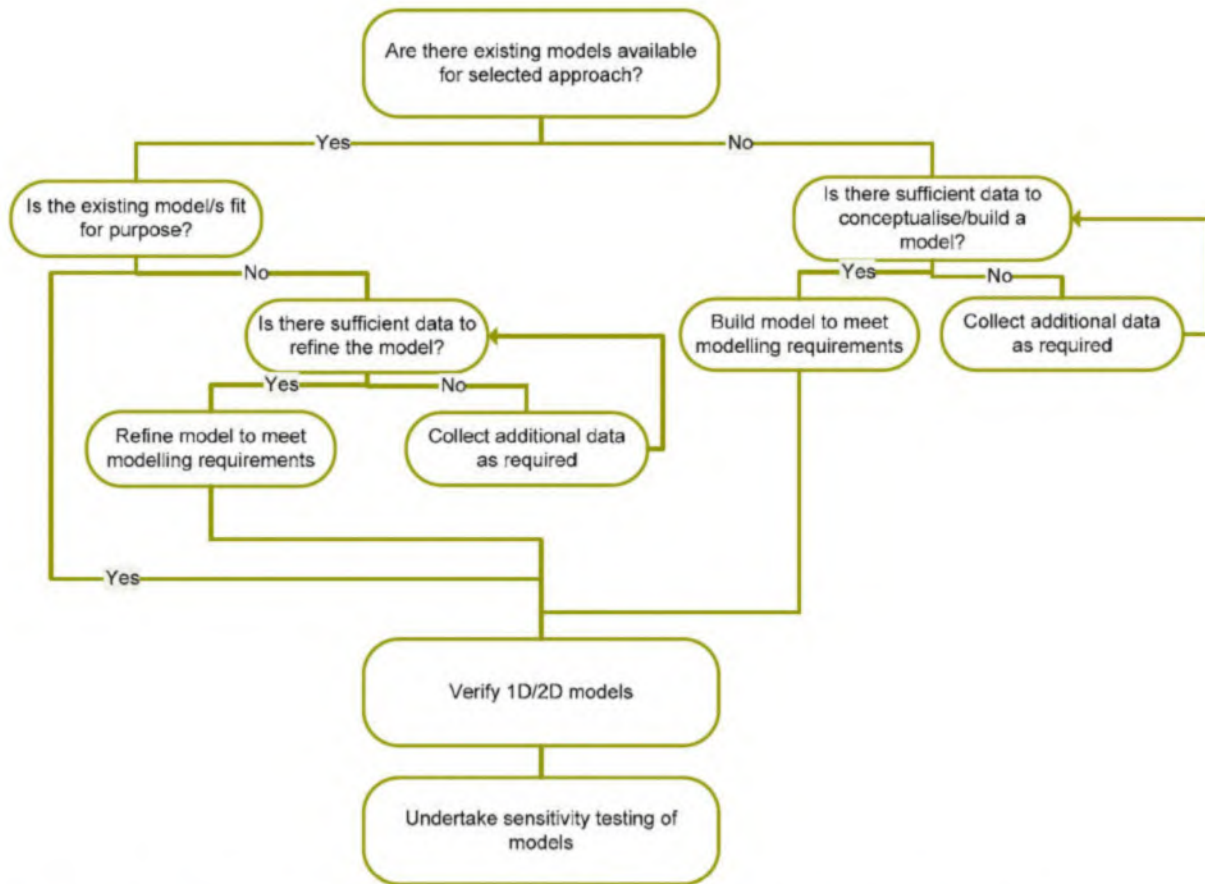 Are there existing models available
for selected approach?
Yes
No
Is the existing model/s fit
for purpose?
Is there sufficient data to
conceptualise/build a
model?
No
Yes
No
Is there sufficient data to
refine the model?
Build model to meet
modelling requirements
Collect additional data
as required
Yes
No
Refine model to meet
modelling requirements
Collect additional data
as required
Yes
Verify 1D/2D models
Undertake sensitivity testing of
models